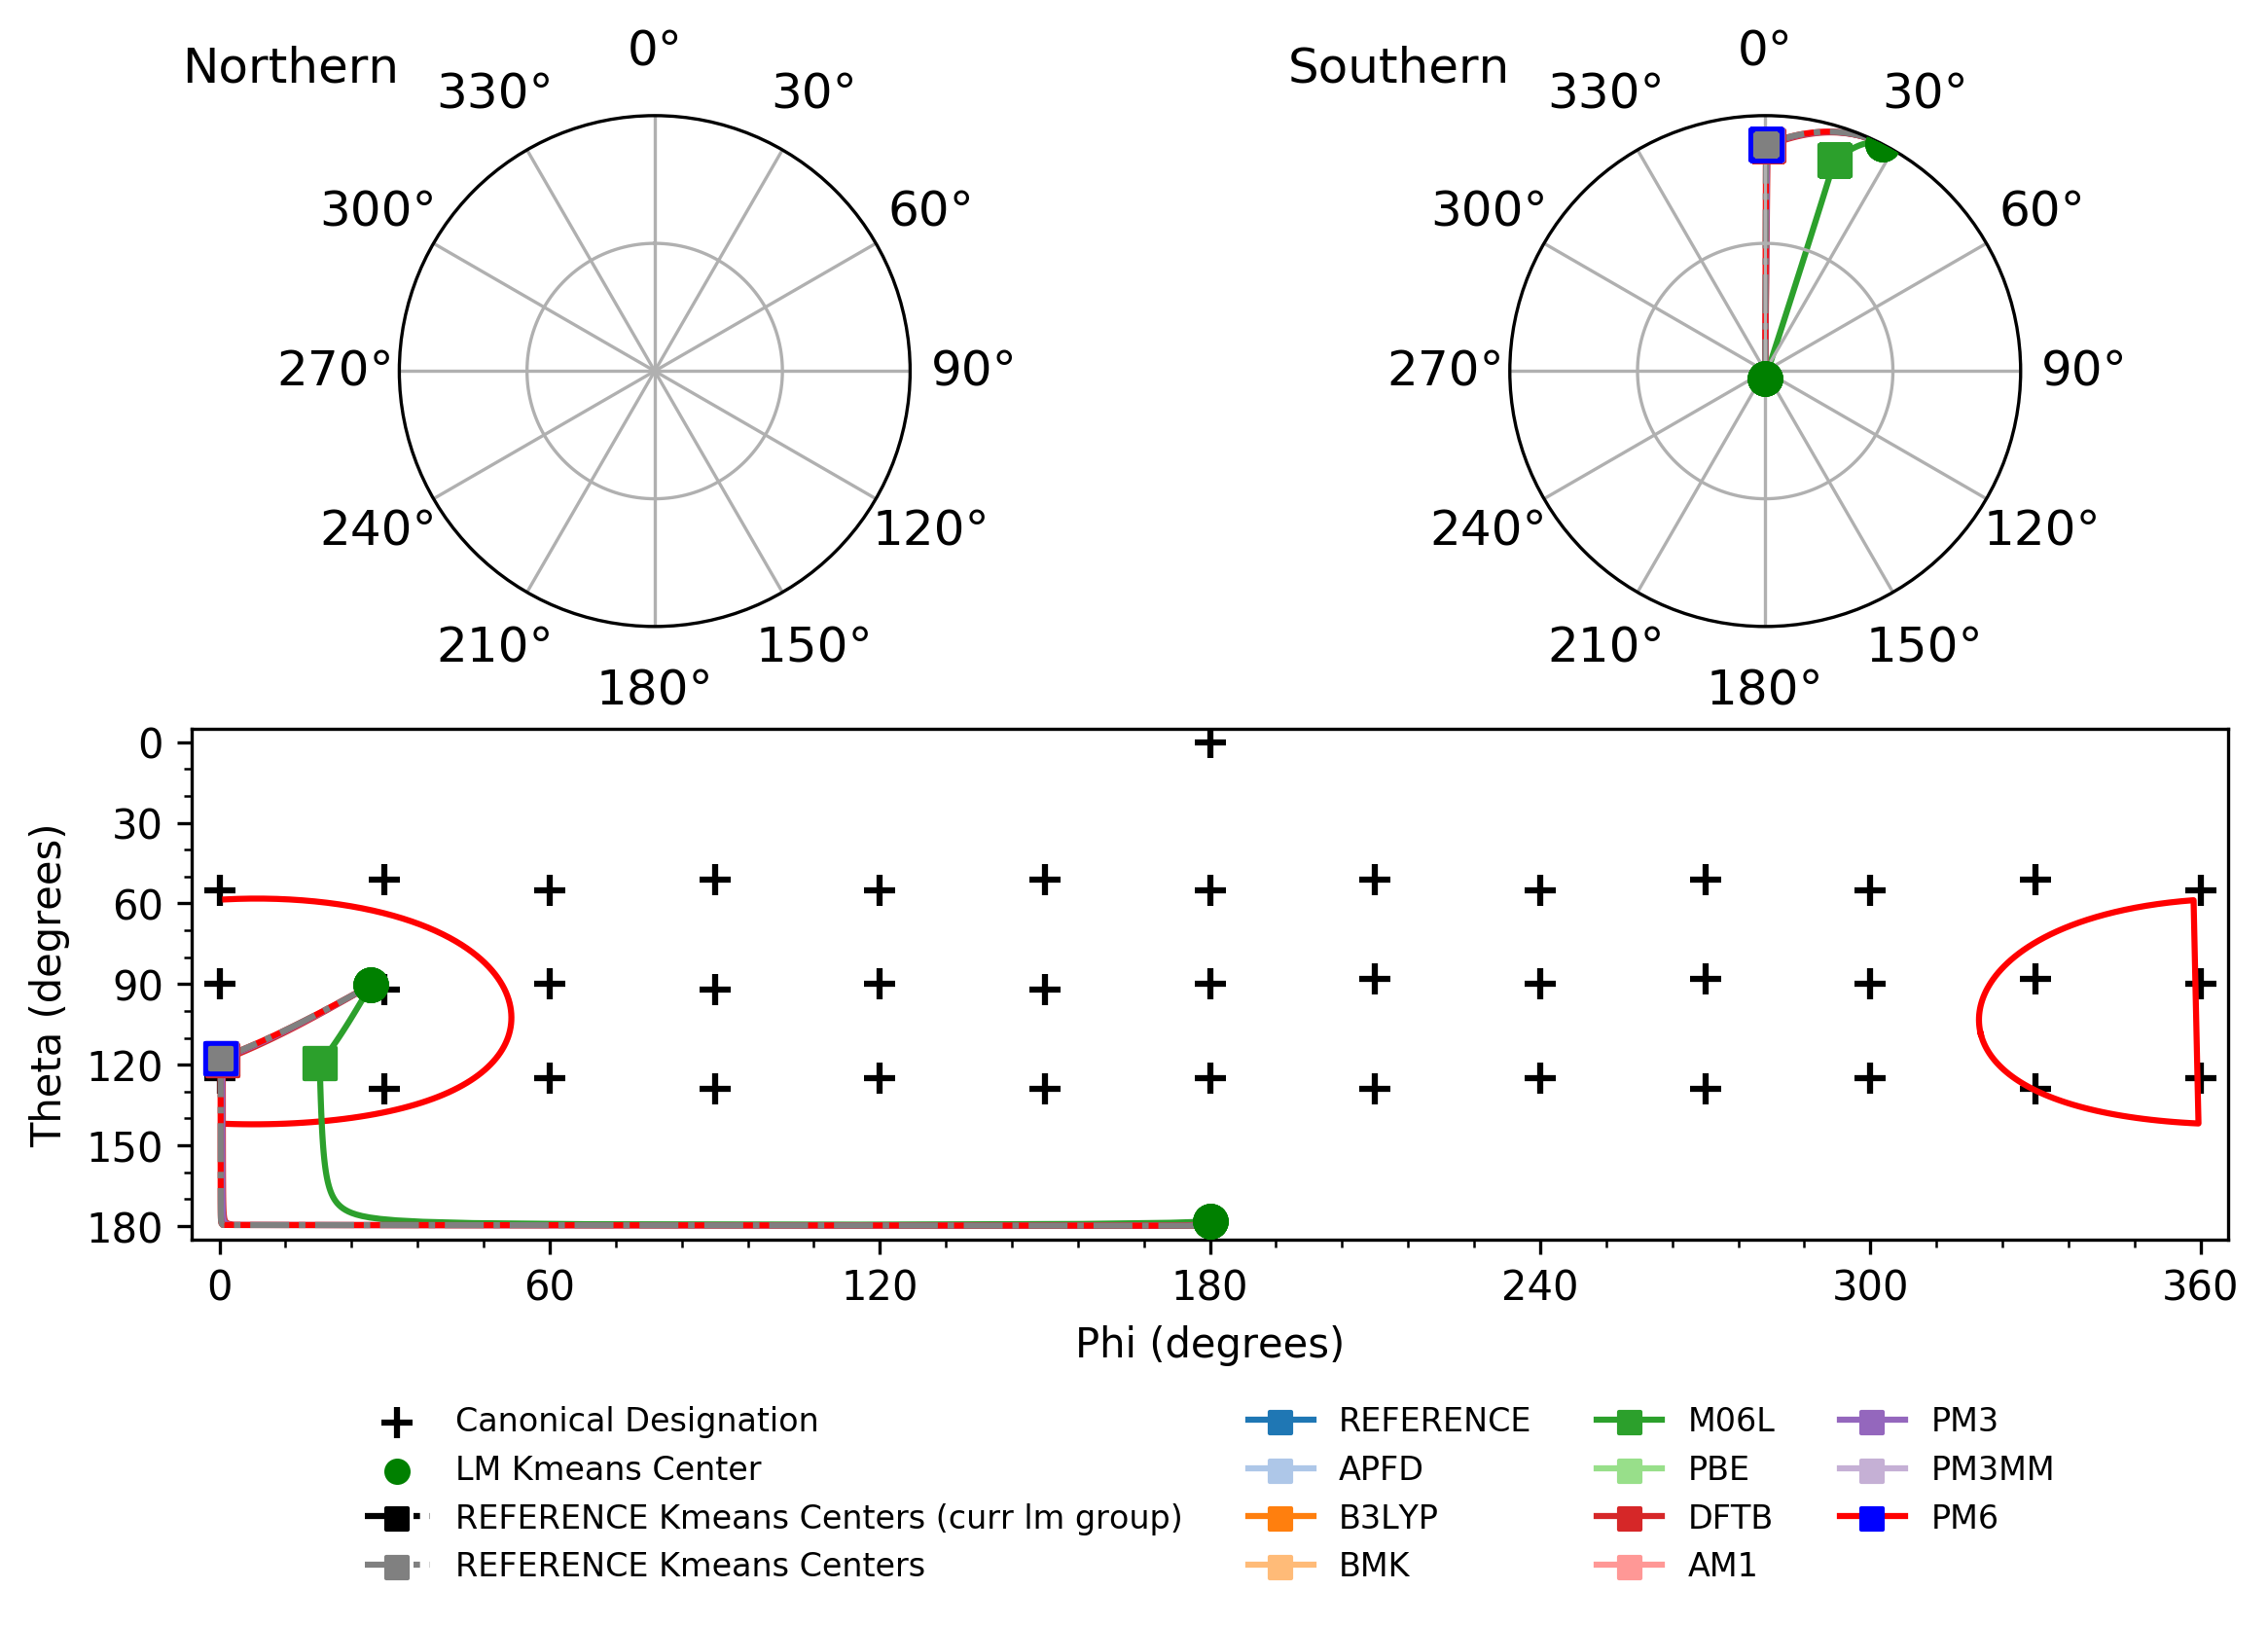 Northern
0°
30°
60°
90°
120°
150°
180°
210°
240°
270°
300°
330°
Southern
0°
30°
60°
90°
120°
150°
180°
210°
240°
270°
300°
330°
Theta (degrees)
0
30
60
90
120
150
180
0 60 120 180 240 300 360
Phi (degrees)
Canonical Designation
LM Kmeans Center
REFERENCE Kmeans Centers (curr lm group)
REFERENCE Kmeans Centers
REFERENCE
APFD
B3LYP
BMK
M06L
PBE
DFTB
AM1
PM3
PM3MM
PM6